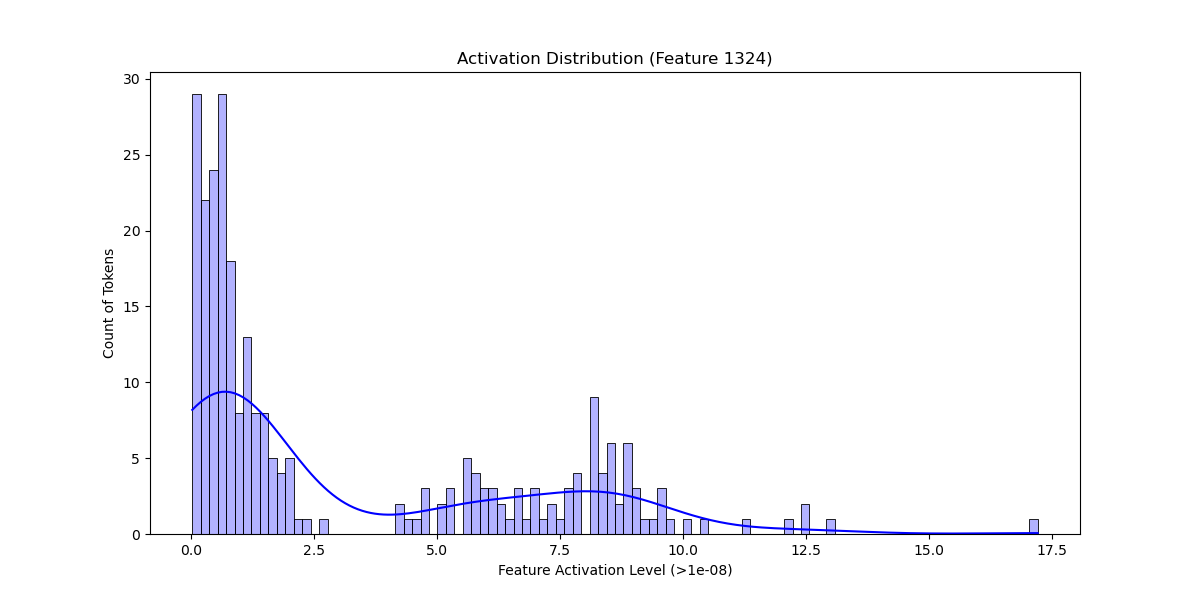 Activation Distribution (Feature 1324)
30
25
20
15
10
5
0
Count of Tokens
0.0 2.5 5.0 7.5 10.0 12.5 15.0 17.5
Feature Activation Level (>1e-08)